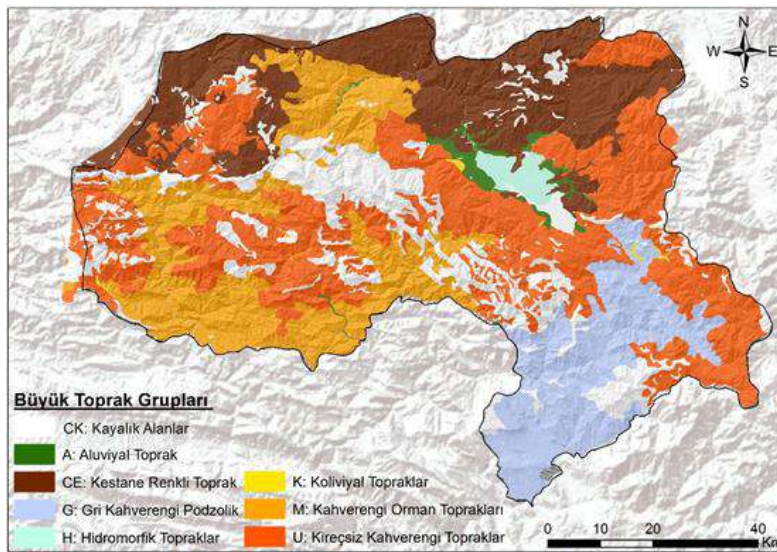 N
W E
S
Büyük Toprak Grupları
CK: Kayalık Alanlar
A: Aluviyal Toprak
CE: Kestane Renkli Toprak
G: Gri Kahverengi Podzolik
H: Hidromorfik Topraklar
K: Koliviyal Topraklar
M: Kahverengi Orman Toprakları
U: Kireçsiz Kahverengi Topraklar
0 10 20 40
Km